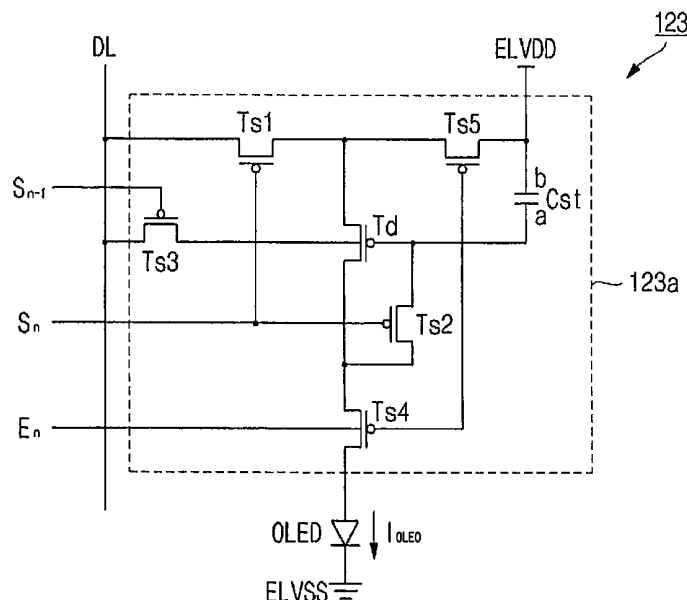 123
DL
ELVDD
Ts1
Ts5
Sn-1
b
Cst
a
Td
Ts3
123a
Sn
Ts2
Ts4
En
OLED
IOLED
ELVSS